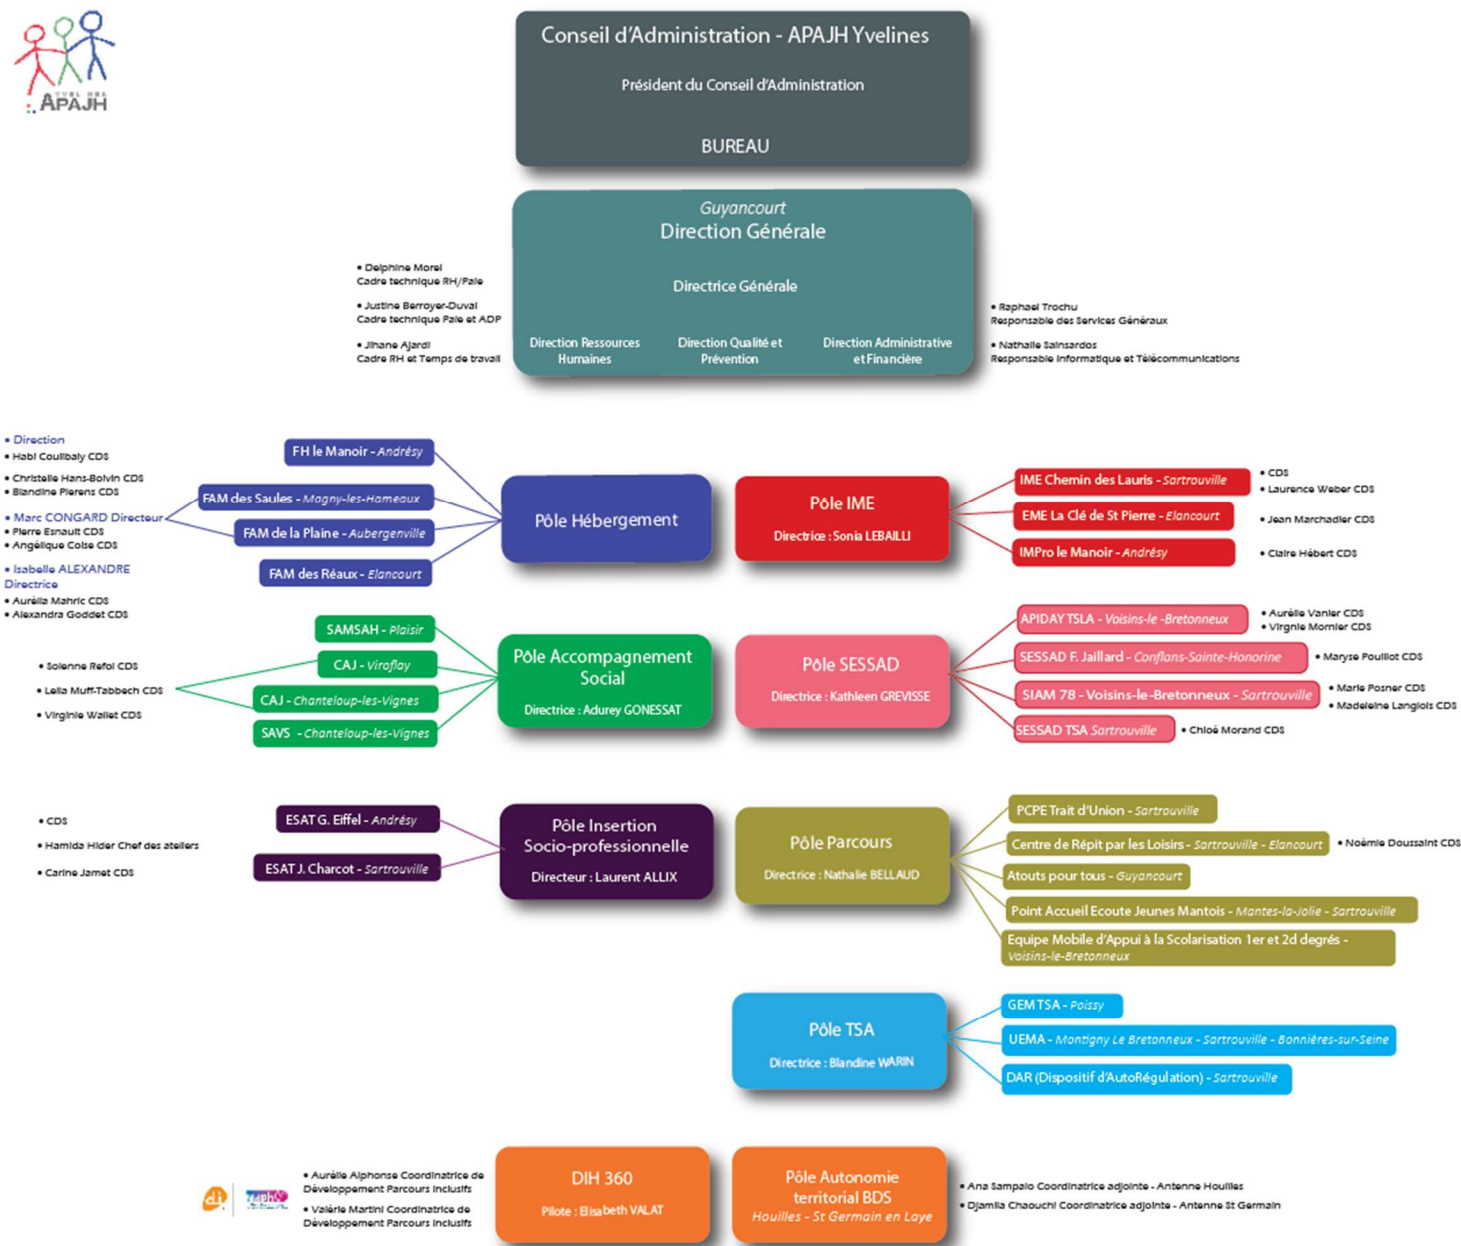 YVELINES
APAJH
Conseil d'Administration - APAJH Yvelines
Président du Conseil d'Administration
BUREAU
Guyancourt
Direction Générale
Directrice Générale
Direction Ressources
Humaines
Direction Qualité et
Prévention
Direction Administrative
et Financière
• Delphine Morel
Cadre technique RH/Paie
• Justine Berroyer-Duval
Cadre technique Paie et ADP
• Jihane Ajardi
Cadre RH et Temps de travail
• Raphael Trochu
Responsable des Services Généraux
• Nathalie Sainsardos
Responsable Informatique et Télécommunications
• Direction
• Habi Coulibaly CDS
• Christelle Hans-Boivin CDS
• Blandine Pierens CDS
• Marc CONGARD Directeur
• Pierre Esnault CDS
• Angélique Coise CDS
• Isabelle ALEXANDRE
Directrice
• Aurélia Mahric CDS
• Alexandra Goddet CDS
FH le Manoir - Andrésy
FAM des Saules - Magny-les-Hameaux
FAM de la Plaine - Aubergenville
FAM des Réaux - Elancourt
Pôle Hébergement
Pôle IME
Directrice : Sonia LEBAILLI
IME Chemin des Lauris - Sartrouville
• CDS
• Laurence Weber CDS
EME La Clé de St Pierre - Elancourt
• Jean Marchadier CDS
IMPro le Manoir - Andrésy
• Claire Hébert CDS
• Solenne Refol CDS
• Leila Muff-Tabbech CDS
• Virginie Wallet CDS
SAMSAH - Plaisir
CAJ - Viroflay
CAJ - Chanteloup-les-Vignes
SAVS - Chanteloup-les-Vignes
Pôle Accompagnement
Social
Directrice : Adurey GONESSAT
Pôle SESSAD
Directrice : Kathleen GREVISSE
APIDAY TSLA - Voisins-le -Bretonneux
• Aurélie Vanier CDS
• Virgnie Mornier CDS
SESSAD F. Jaillard - Conflans-Sainte-Honorine
• Maryse Pouillot CDS
SIAM 78 - Voisins-le-Bretonneux - Sartrouville
• Marie Posner CDS
• Madeleine Langlois CDS
SESSAD TSA Sartrouville
• Chloé Morand CDS
• CDS
• Hamida Hider Chef des ateliers
• Carine Jamet CDS
ESAT G. Eiffel - Andrésy
ESAT J. Charcot - Sartrouville
Pôle Insertion
Socio-professionnelle
Directeur : Laurent ALLIX
Pôle Parcours
Directrice : Nathalie BELLAUD
PCPE Trait d'Union - Sartrouville
Centre de Répit par les Loisirs - Sartrouville - Elancourt
• Noémie Doussaint CDS
Atouts pour tous - Guyancourt
Point Accueil Ecoute Jeunes Mantois - Mantes-la-Jolie - Sartrouville
Equipe Mobile d'Appui à la Scolarisation 1er et 2d degrés -
Voisins-le-Bretonneux
Pôle TSA
Directrice : Blandine WARIN
GEM TSA - Poissy
UEMA - Montigny Le Bretonneux - Sartrouville - Bonnières-sur-Seine
DAR (Dispositif d'AutoRégulation) - Sartrouville
di
• Aurélie Alphonse Coordinatrice de
Développement Parcours Inclusifs
• Valérie Martini Coordinatrice de
Développement Parcours Inclusifs
DIH 360
Pilote : Elisabeth VALAT
Pôle Autonomie
territorial BDS
Houilles - St Germain en Laye
• Ana Sampaio Coordinatrice adjointe - Antenne Houilles
• Djamila Chaouchi Coordinatrice adjointe - Antenne St Germain